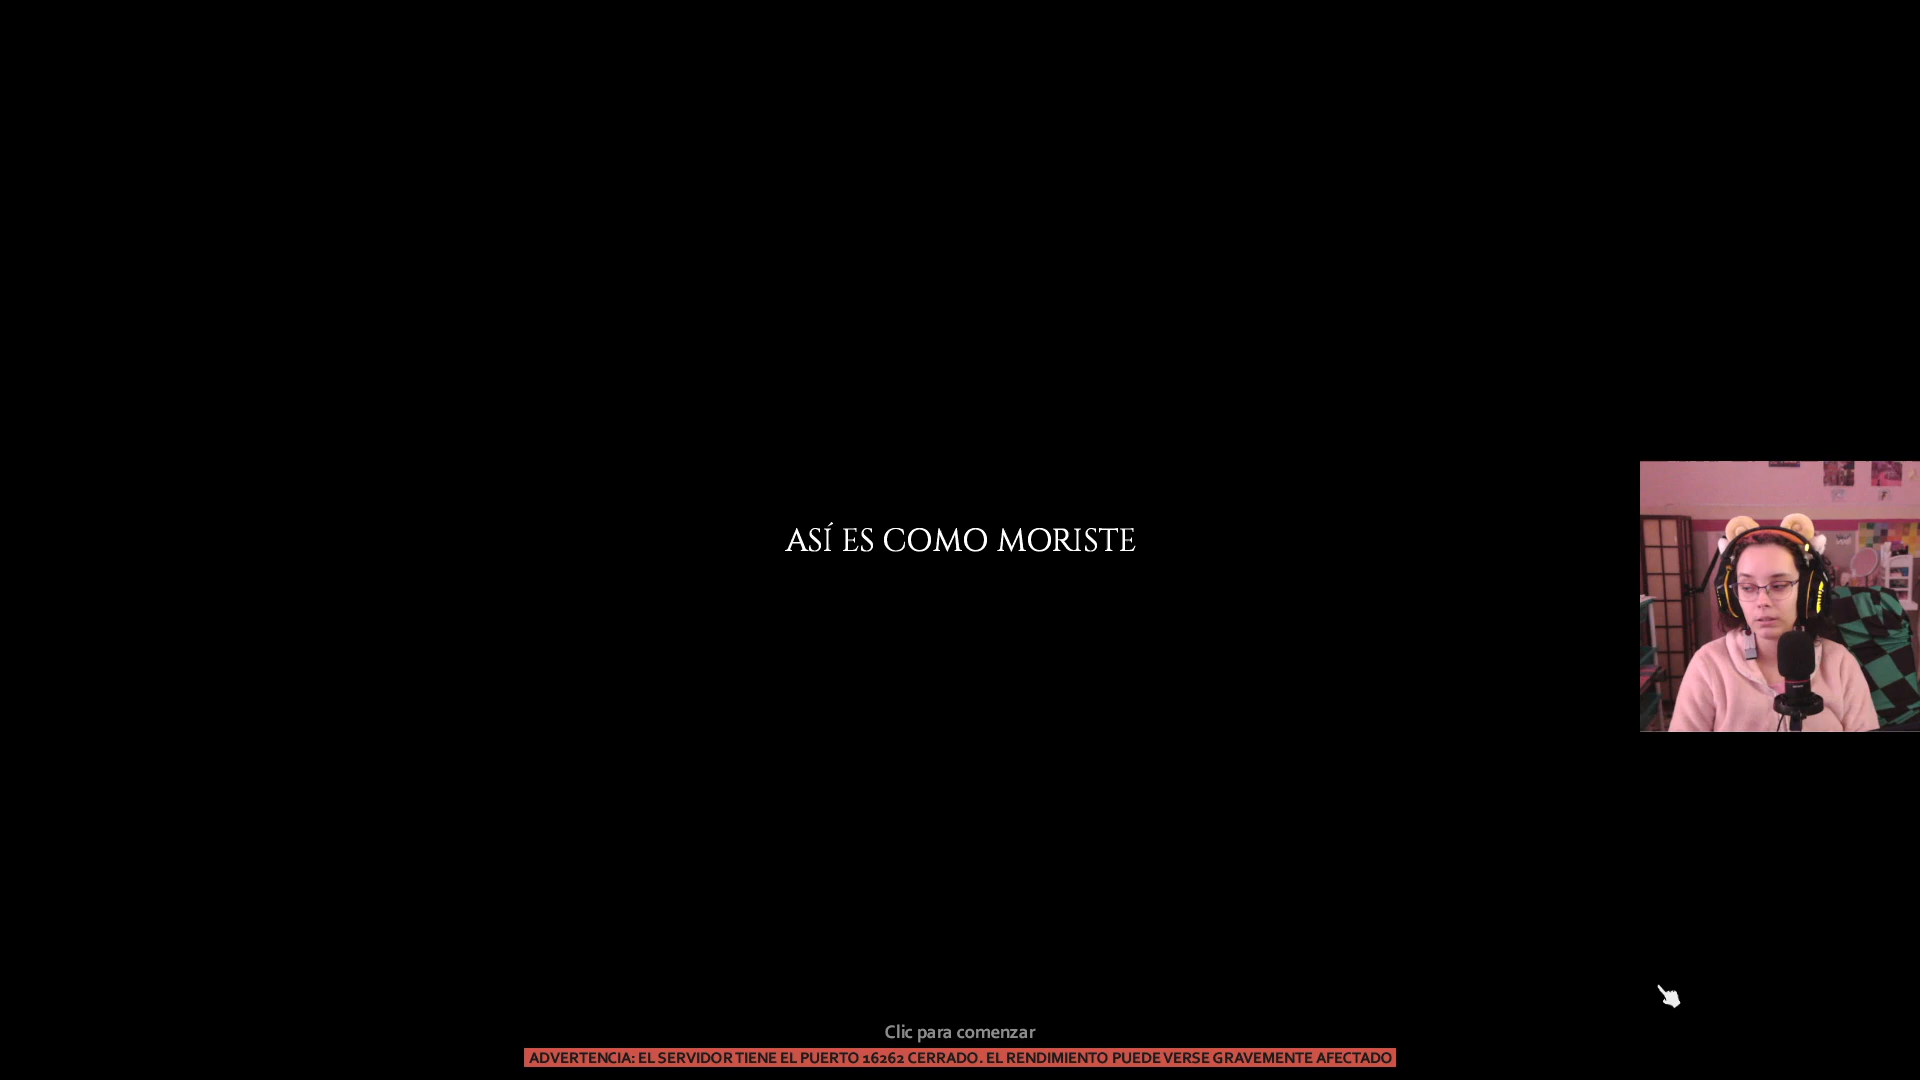 ASÍ ES COMO MORISTE
Clic para comenzar
ADVERTENCIA: EL SERVIDOR TIENE EL PUERTO 16262 CERRADO. EL RENDIMIENTO PUEDE VERSE GRAVEMENTE AFECTADO